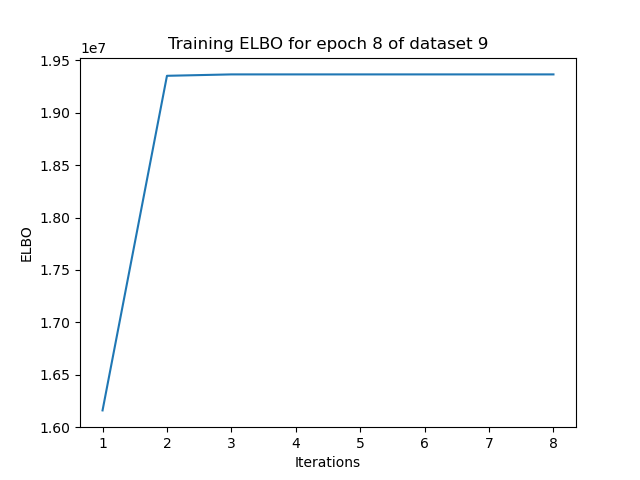 Training ELBO for epoch 8 of dataset 9
1e7
1.95
1.90
1.85
1.80
1.75
1.70
1.65
1.60
ELBO
1 2 3 4 5 6 7 8
Iterations